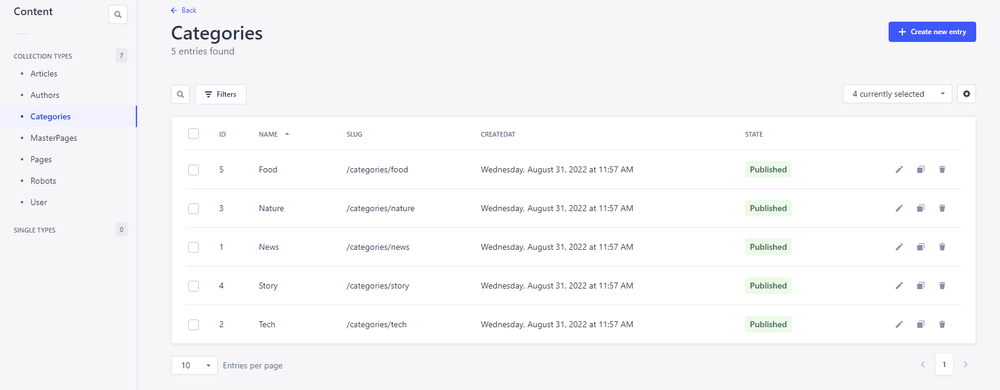 Content
COLLECTION TYPES 7
Articles
Authors
Categories
MasterPages
Pages
Robots
User
SINGLE TYPES 0
Back
Categories
5 entries found
Create new entry
Filters
4 currently selected
ID NAME SLUG CREATEDAT STATE
5 Food /categories/food Wednesday, August 31, 2022 at 11:57 AM Published
3 Nature /categories/nature Wednesday, August 31, 2022 at 11:57 AM Published
1 News /categories/news Wednesday, August 31, 2022 at 11:57 AM Published
4 Story /categories/story Wednesday, August 31, 2022 at 11:57 AM Published
2 Tech /categories/tech Wednesday, August 31, 2022 at 11:57 AM Published
10 Entries per page
1